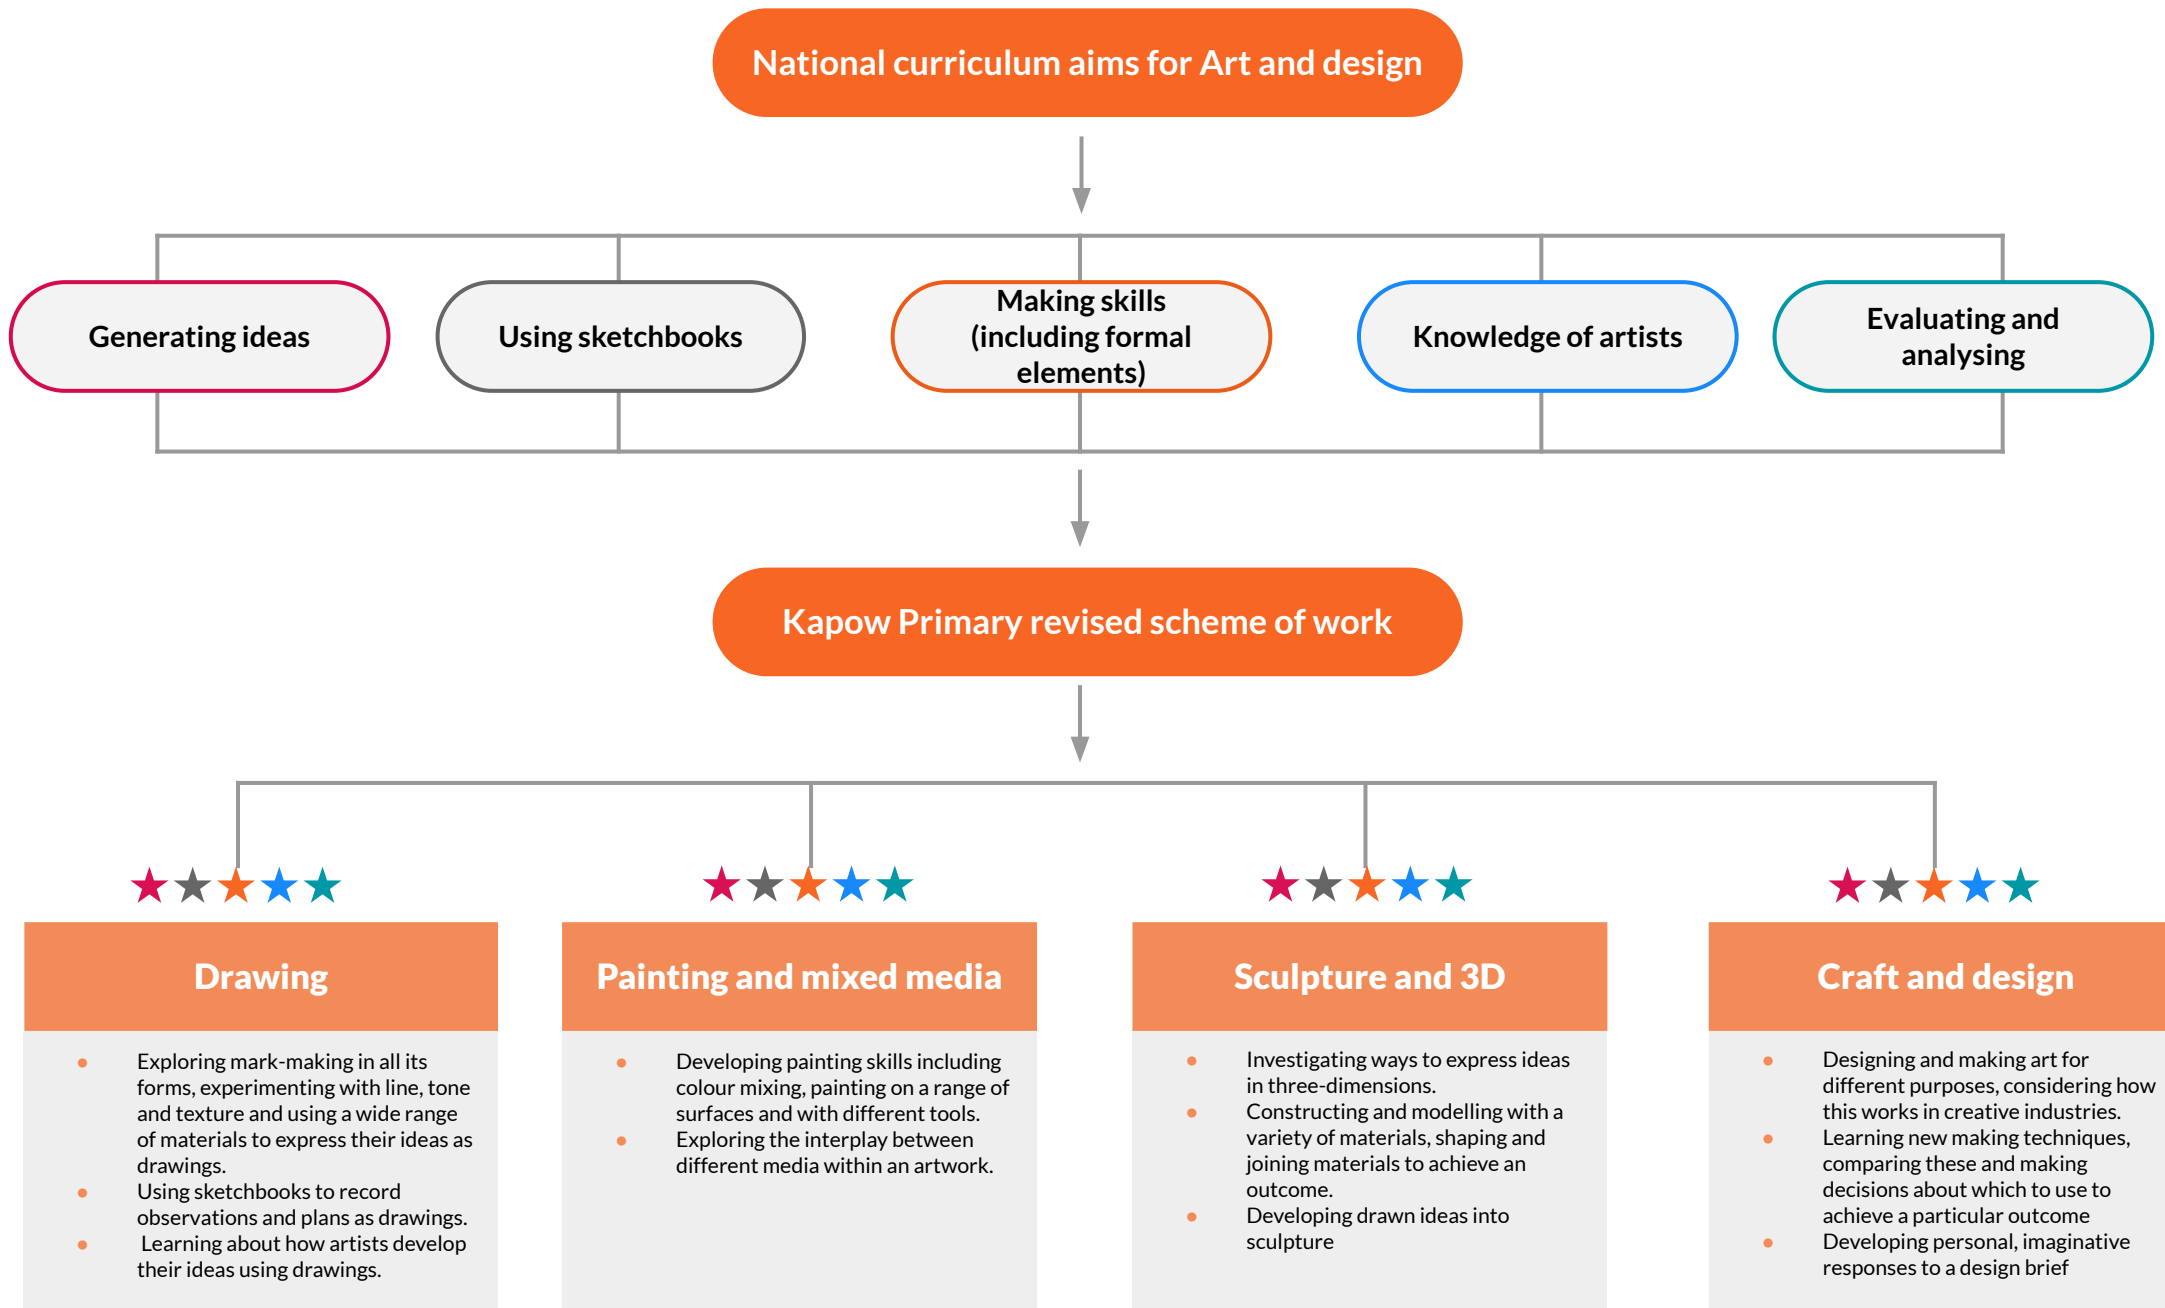 National curriculum aims for Art and design
Generating ideas
Using sketchbooks
Making skills
(including formal
elements)
Knowledge of artists
Evaluating and
analysing
Kapow Primary revised scheme of work
Drawing
Exploring mark-making in all its
forms, experimenting with line, tone
and texture and using a wide range
of materials to express their ideas as
drawings.
Using sketchbooks to record
observations and plans as drawings.
Learning about how artists develop
their ideas using drawings.
Painting and mixed media
Developing painting skills including
colour mixing, painting on a range of
surfaces and with different tools.
Exploring the interplay between
different media within an artwork.
Sculpture and 3D
Investigating ways to express ideas
in three-dimensions.
Constructing and modelling with a
variety of materials, shaping and
joining materials to achieve an
outcome.
Developing drawn ideas into
sculpture
Craft and design
Designing and making art for
different purposes, considering how
this works in creative industries.
Learning new making techniques,
comparing these and making
decisions about which to use to
achieve a particular outcome
Developing personal, imaginative
responses to a design brief